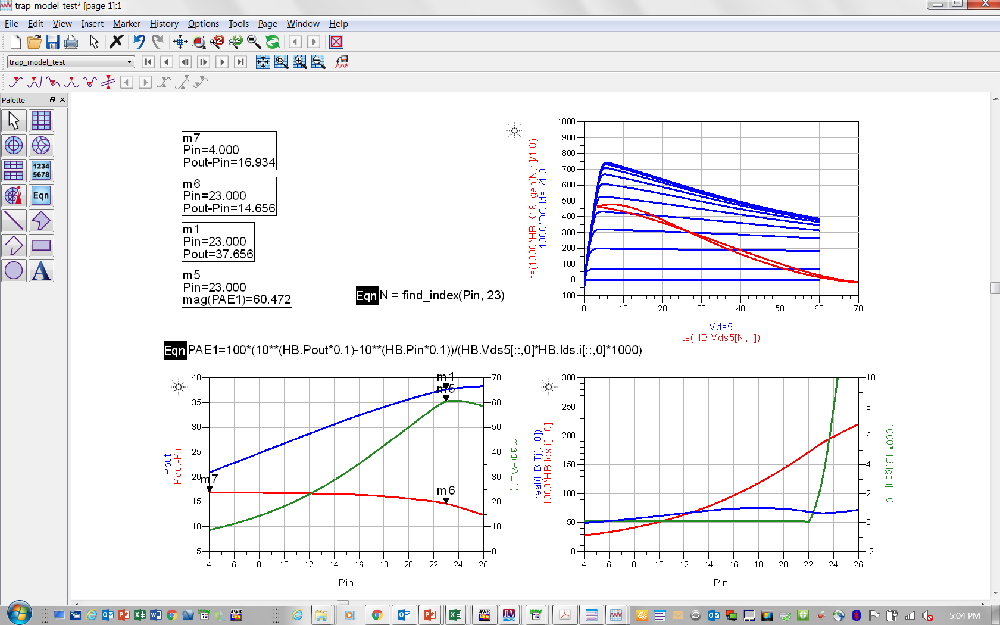 trap_model_test* [page 1]:1
File Edit View Insert Marker History Options Tools Page Window Help
trap_model_test
Palette
1234
5678
Eqn
m7
Pin=4.000
Pout-Pin=16.934
m6
Pin=23.000
Pout-Pin=14.656
m1
Pin=23.000
Pout=37.656
m5
Pin=23.000
mag(PAE1)=60.472
Eqn N = find_index(Pin, 23)
ts(1000*HB.X18.Igen[N,::]/1.0)
1000*DC.Ids.i/1.0
1000
900
800
700
600
500
400
300
200
100
0
-100
0 10 20 30 40 50 60 70
Vds5
ts(HB.Vds5[N,::])
Eqn PAE1=100*(10**(HB.Pout*0.1)-10**(HB.Pin*0.1))/(HB.Vds5[::,0]*HB.Ids.i[::,0]*1000)
Pout
Pout-Pin
40
35
30
25
20
15
10
5
m1
m5
m7
m6
70
60
50
40
30
20
10
0
mag(PAE1)
4 6 8 10 12 14 16 18 20 22 24 26
Pin
real(HB.Tj[::,0])
1000*HB.Ids.i[::,0]
300
250
200
150
100
50
0
10
8
6
4
2
0
-2
1000*HB.Igs.i[::,0]
4 6 8 10 12 14 16 18 20 22 24 26
Pin
AWR
AWR
5:04 PM